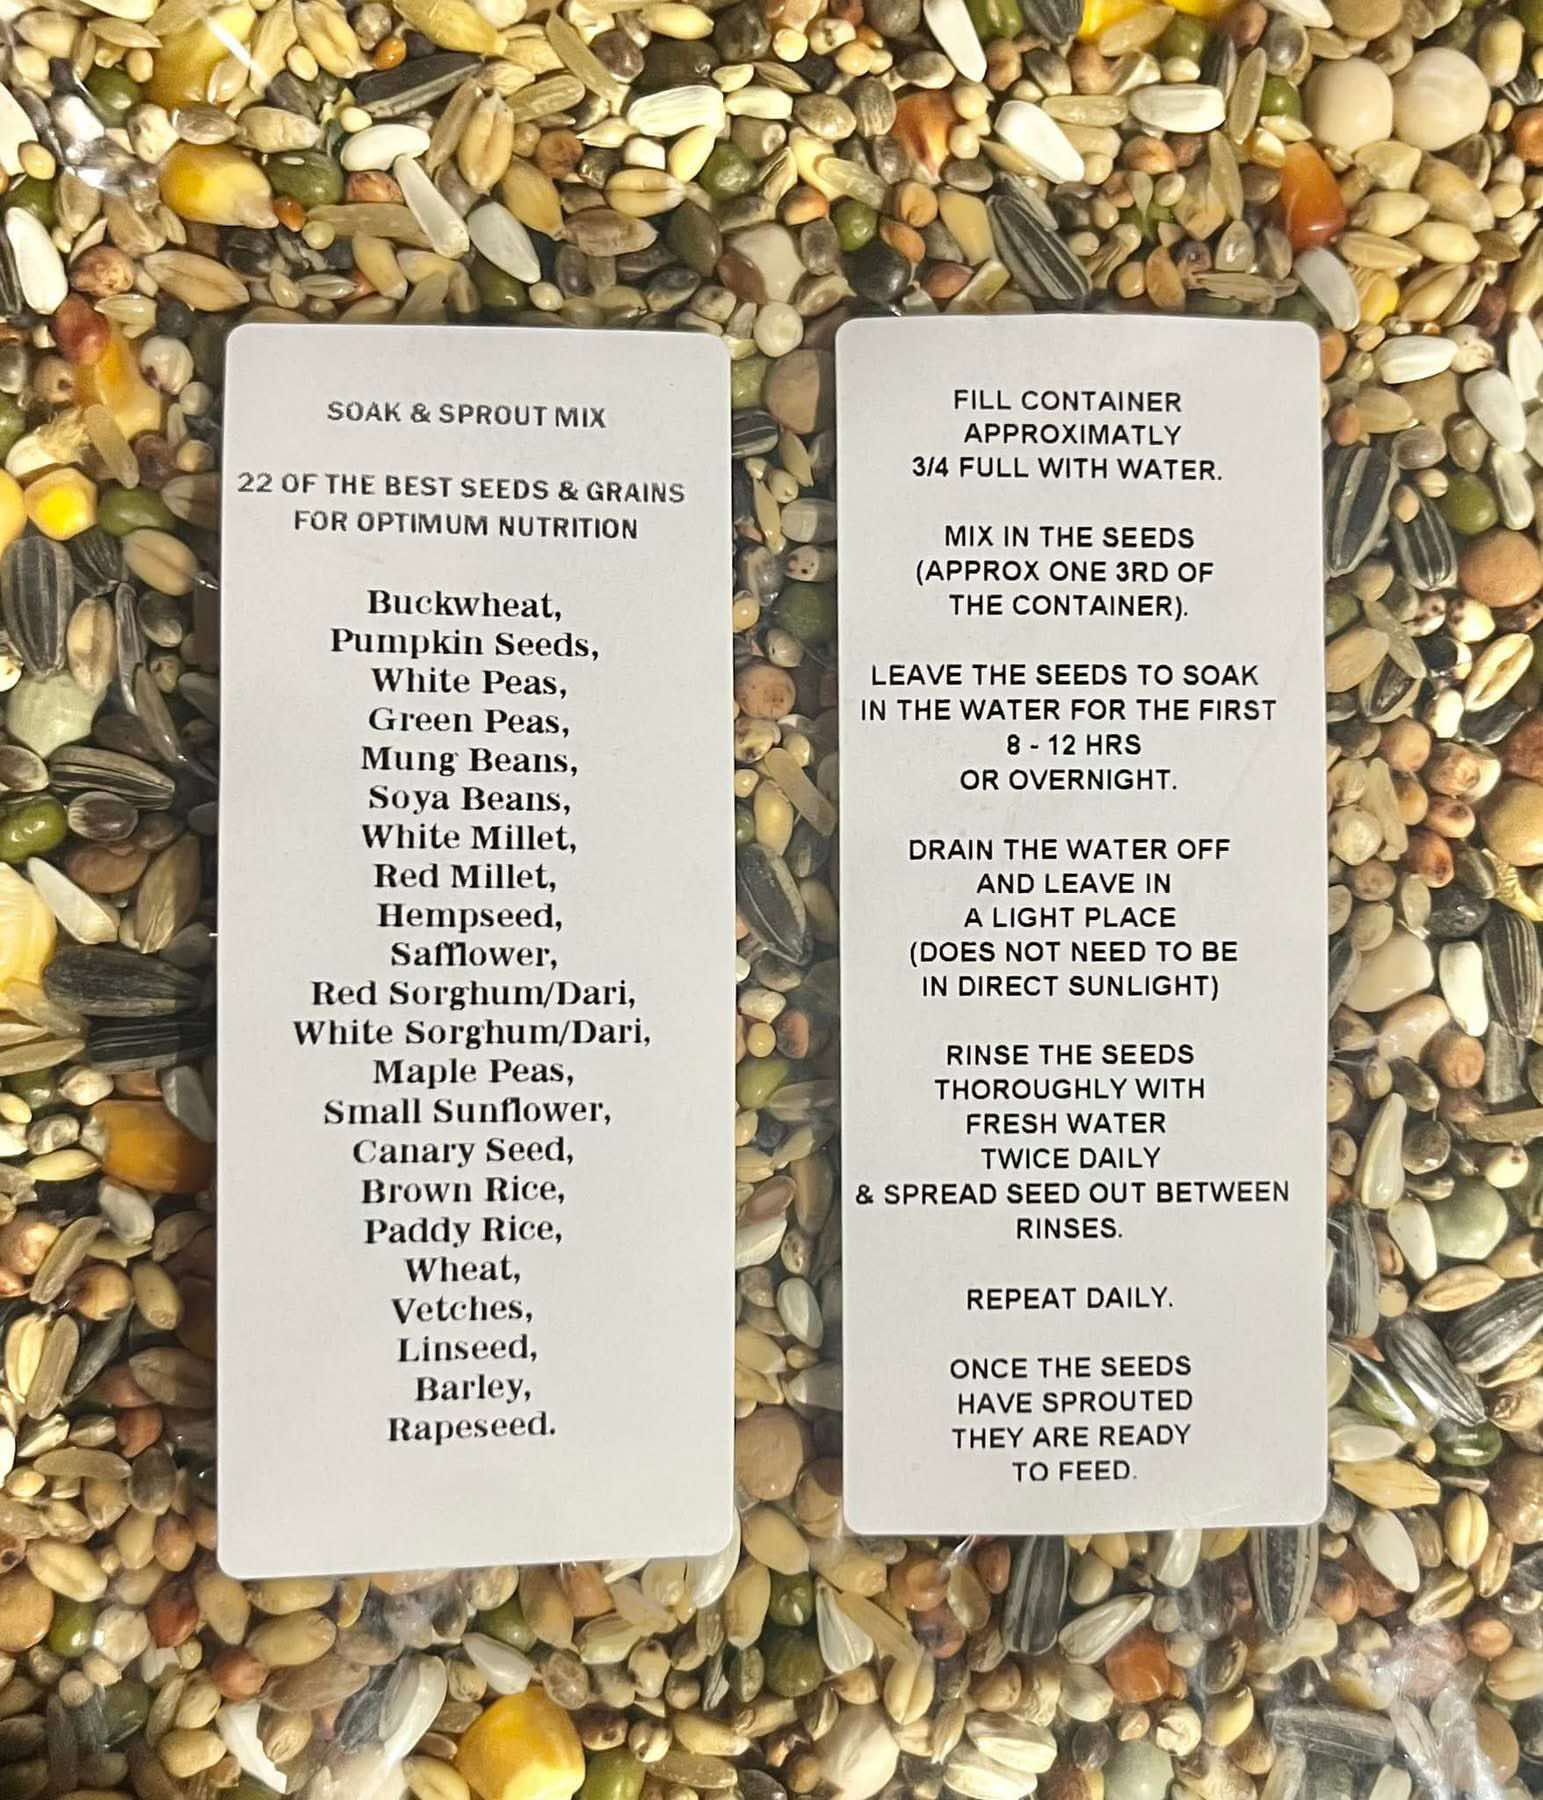 SOAK & SPROUT MIX
22 OF THE BEST SEEDS & GRAINS
FOR OPTIMUM NUTRITION
Buckwheat,
Pumpkin Seeds,
White Peas,
Green Peas,
Mung Beans,
Soya Beans,
White Millet,
Red Millet,
Hempseed,
Safflower,
Red Sorghum/Dari,
White Sorghum/Dari,
Maple Peas,
Small Sunflower,
Canary Seed,
Brown Rice,
Paddy Rice,
Wheat,
Vetches,
Linseed,
Barley,
Rapeseed.
FILL CONTAINER
APPROXIMATLY
3/4 FULL WITH WATER.
MIX IN THE SEEDS
(APPROX ONE 3RD OF
THE CONTAINER).
LEAVE THE SEEDS TO SOAK
IN THE WATER FOR THE FIRST
8 - 12 HRS
OR OVERNIGHT.
DRAIN THE WATER OFF
AND LEAVE IN
A LIGHT PLACE
(DOES NOT NEED TO BE
IN DIRECT SUNLIGHT)
RINSE THE SEEDS
THOROUGHLY WITH
FRESH WATER
TWICE DAILY
& SPREAD SEED OUT BETWEEN
RINSES.
REPEAT DAILY.
ONCE THE SEEDS
HAVE SPROUTED
THEY ARE READY
TO FEED.